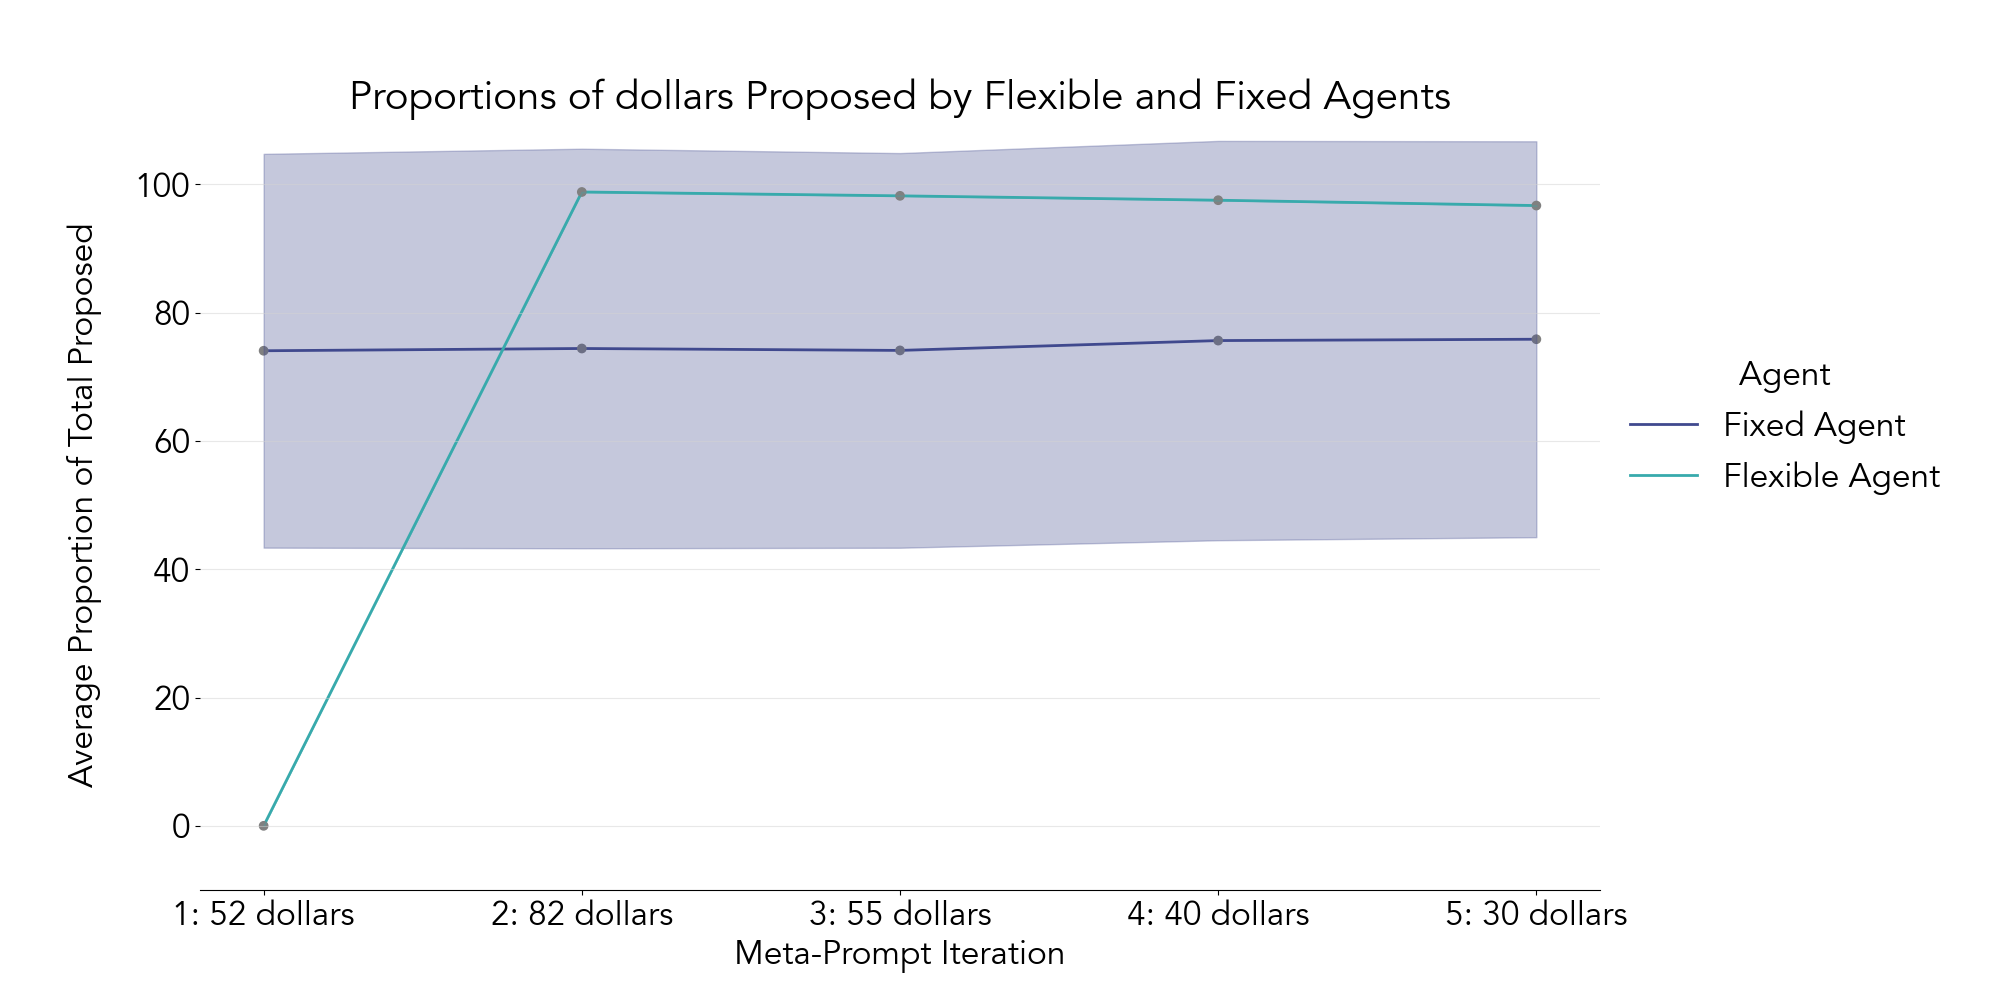 Proportions of dollars Proposed by Flexible and Fixed Agents
Average Proportion of Total Proposed
100
80
60
40
20
0
1: 52 dollars
2: 82 dollars
3: 55 dollars
4: 40 dollars
5: 30 dollars
Meta-Prompt Iteration
Agent
Fixed Agent
Flexible Agent